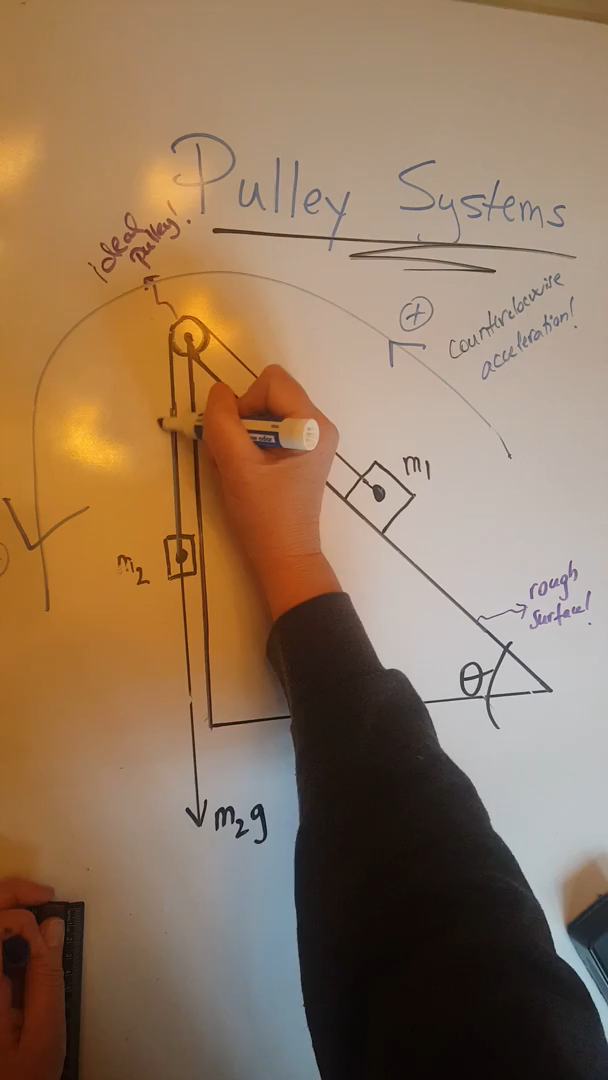 Pulley Systems
ideal
pulley!
+
counterclockwise
acceleration!
m1
m2
rough
surface!
θ
m2g